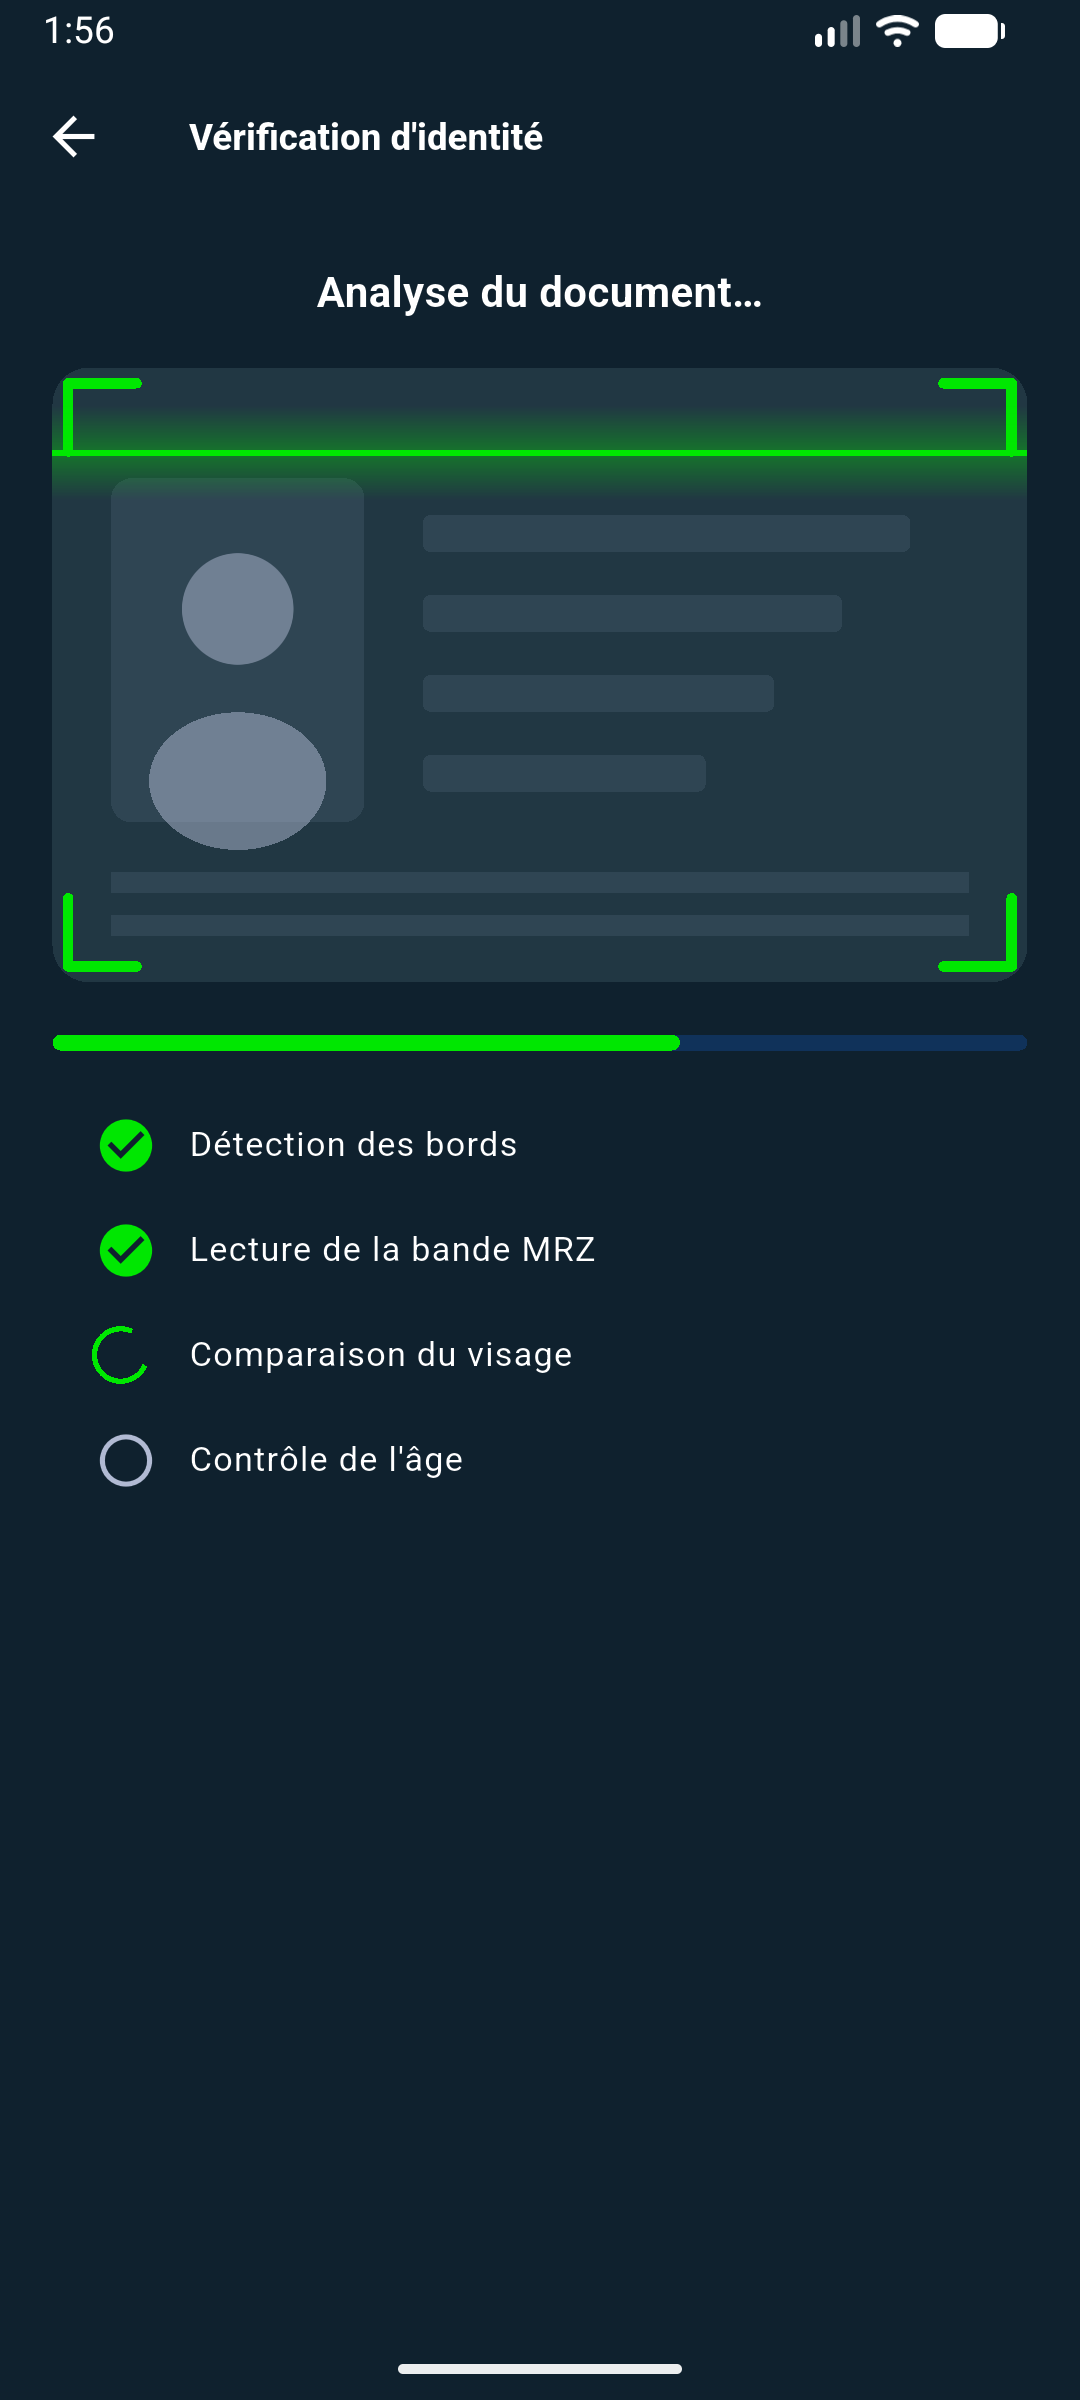 1:56
Vérification d'identité
Analyse du document...
Détection des bords
Lecture de la bande MRZ
Comparaison du visage
Contrôle de l'âge